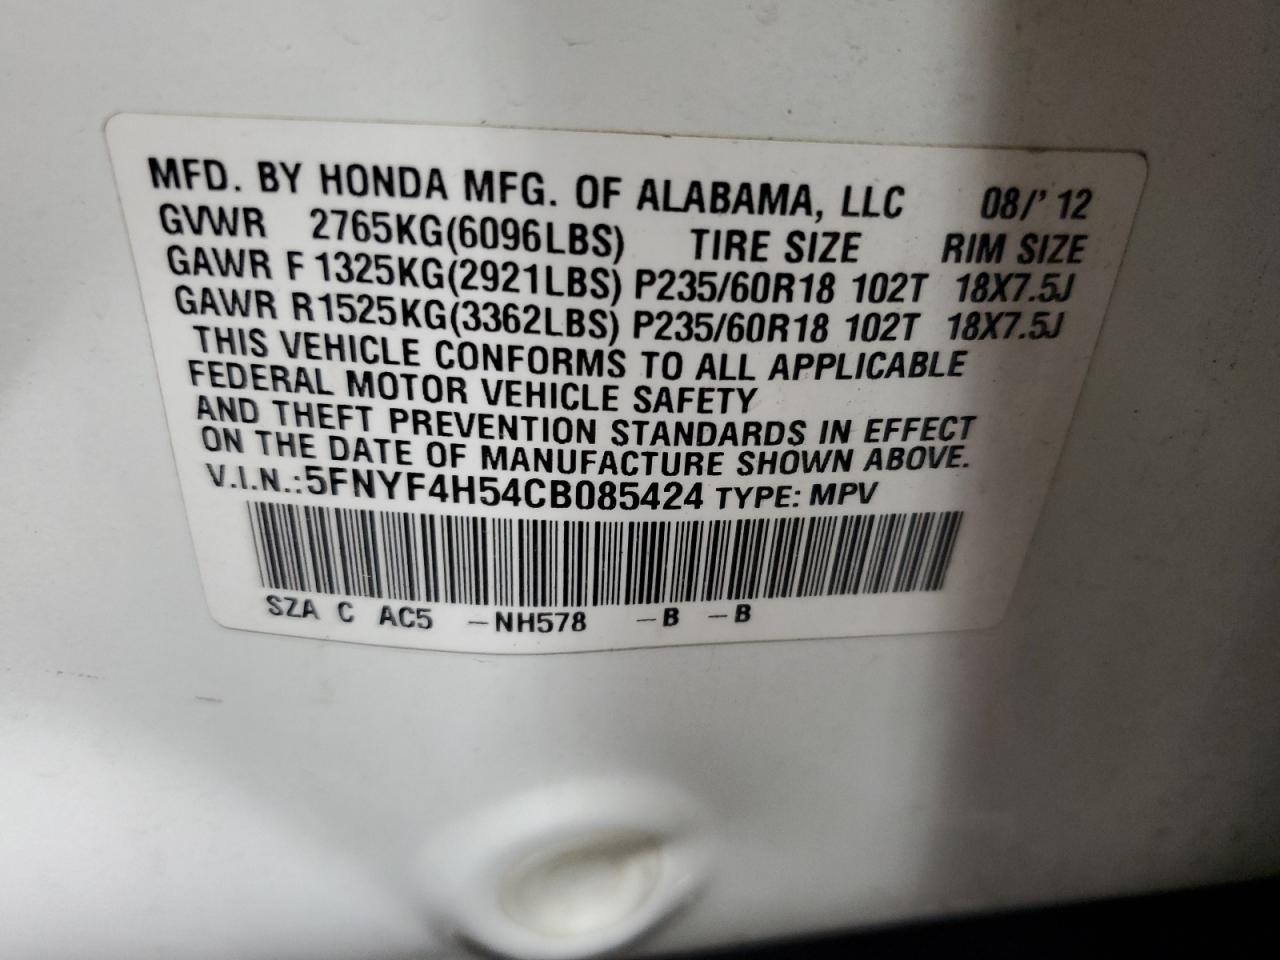 MFD. BY HONDA MFG. OF ALABAMA, LLC 08/' 12
GVWR 2765KG(6096LBS) TIRE SIZE RIM SIZE
GAWR F 1325KG(2921LBS) P235/60R18 102T 18X7.5J
GAWR R1525KG(3362LBS) P235/60R18 102T 18X7.5J
THIS VEHICLE CONFORMS TO ALL APPLICABLE
FEDERAL MOTOR VEHICLE SAFETY
AND THEFT PREVENTION STANDARDS IN EFFECT
ON THE DATE OF MANUFACTURE SHOWN ABOVE.
V.I.N.:5FNYF4H54CB085424 TYPE: MPV
SZA C AC5 -NH578 -B -B